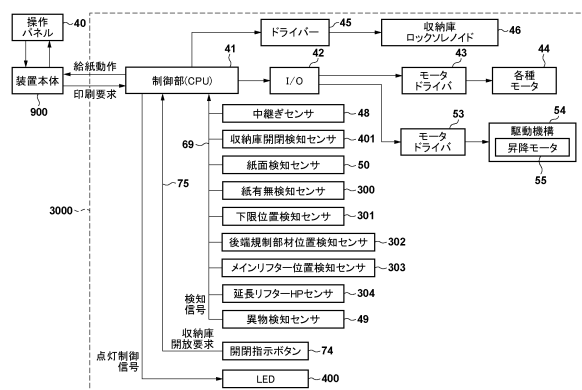 操作
パネル
40
装置本体
900
給紙動作
印刷要求
制御部(CPU)
41
ドライバー
45
収納庫
ロックソレノイド
46
I/O
42
モータ
ドライバ
43
各種
モータ
44
モータ
ドライバ
53
駆動機構
54
昇降モータ
55
中継ぎセンサ
48
収納庫開閉検知センサ
401
紙面検知センサ
50
紙有無検知センサ
300
下限位置検知センサ
301
後端規制部材位置検知センサ
302
メインリフター位置検知センサ
303
延長リフターHPセンサ
304
異物検知センサ
49
開閉指示ボタン
74
LED
400
69
75
3000
検知
信号
収納庫
開放要求
点灯制御
信号